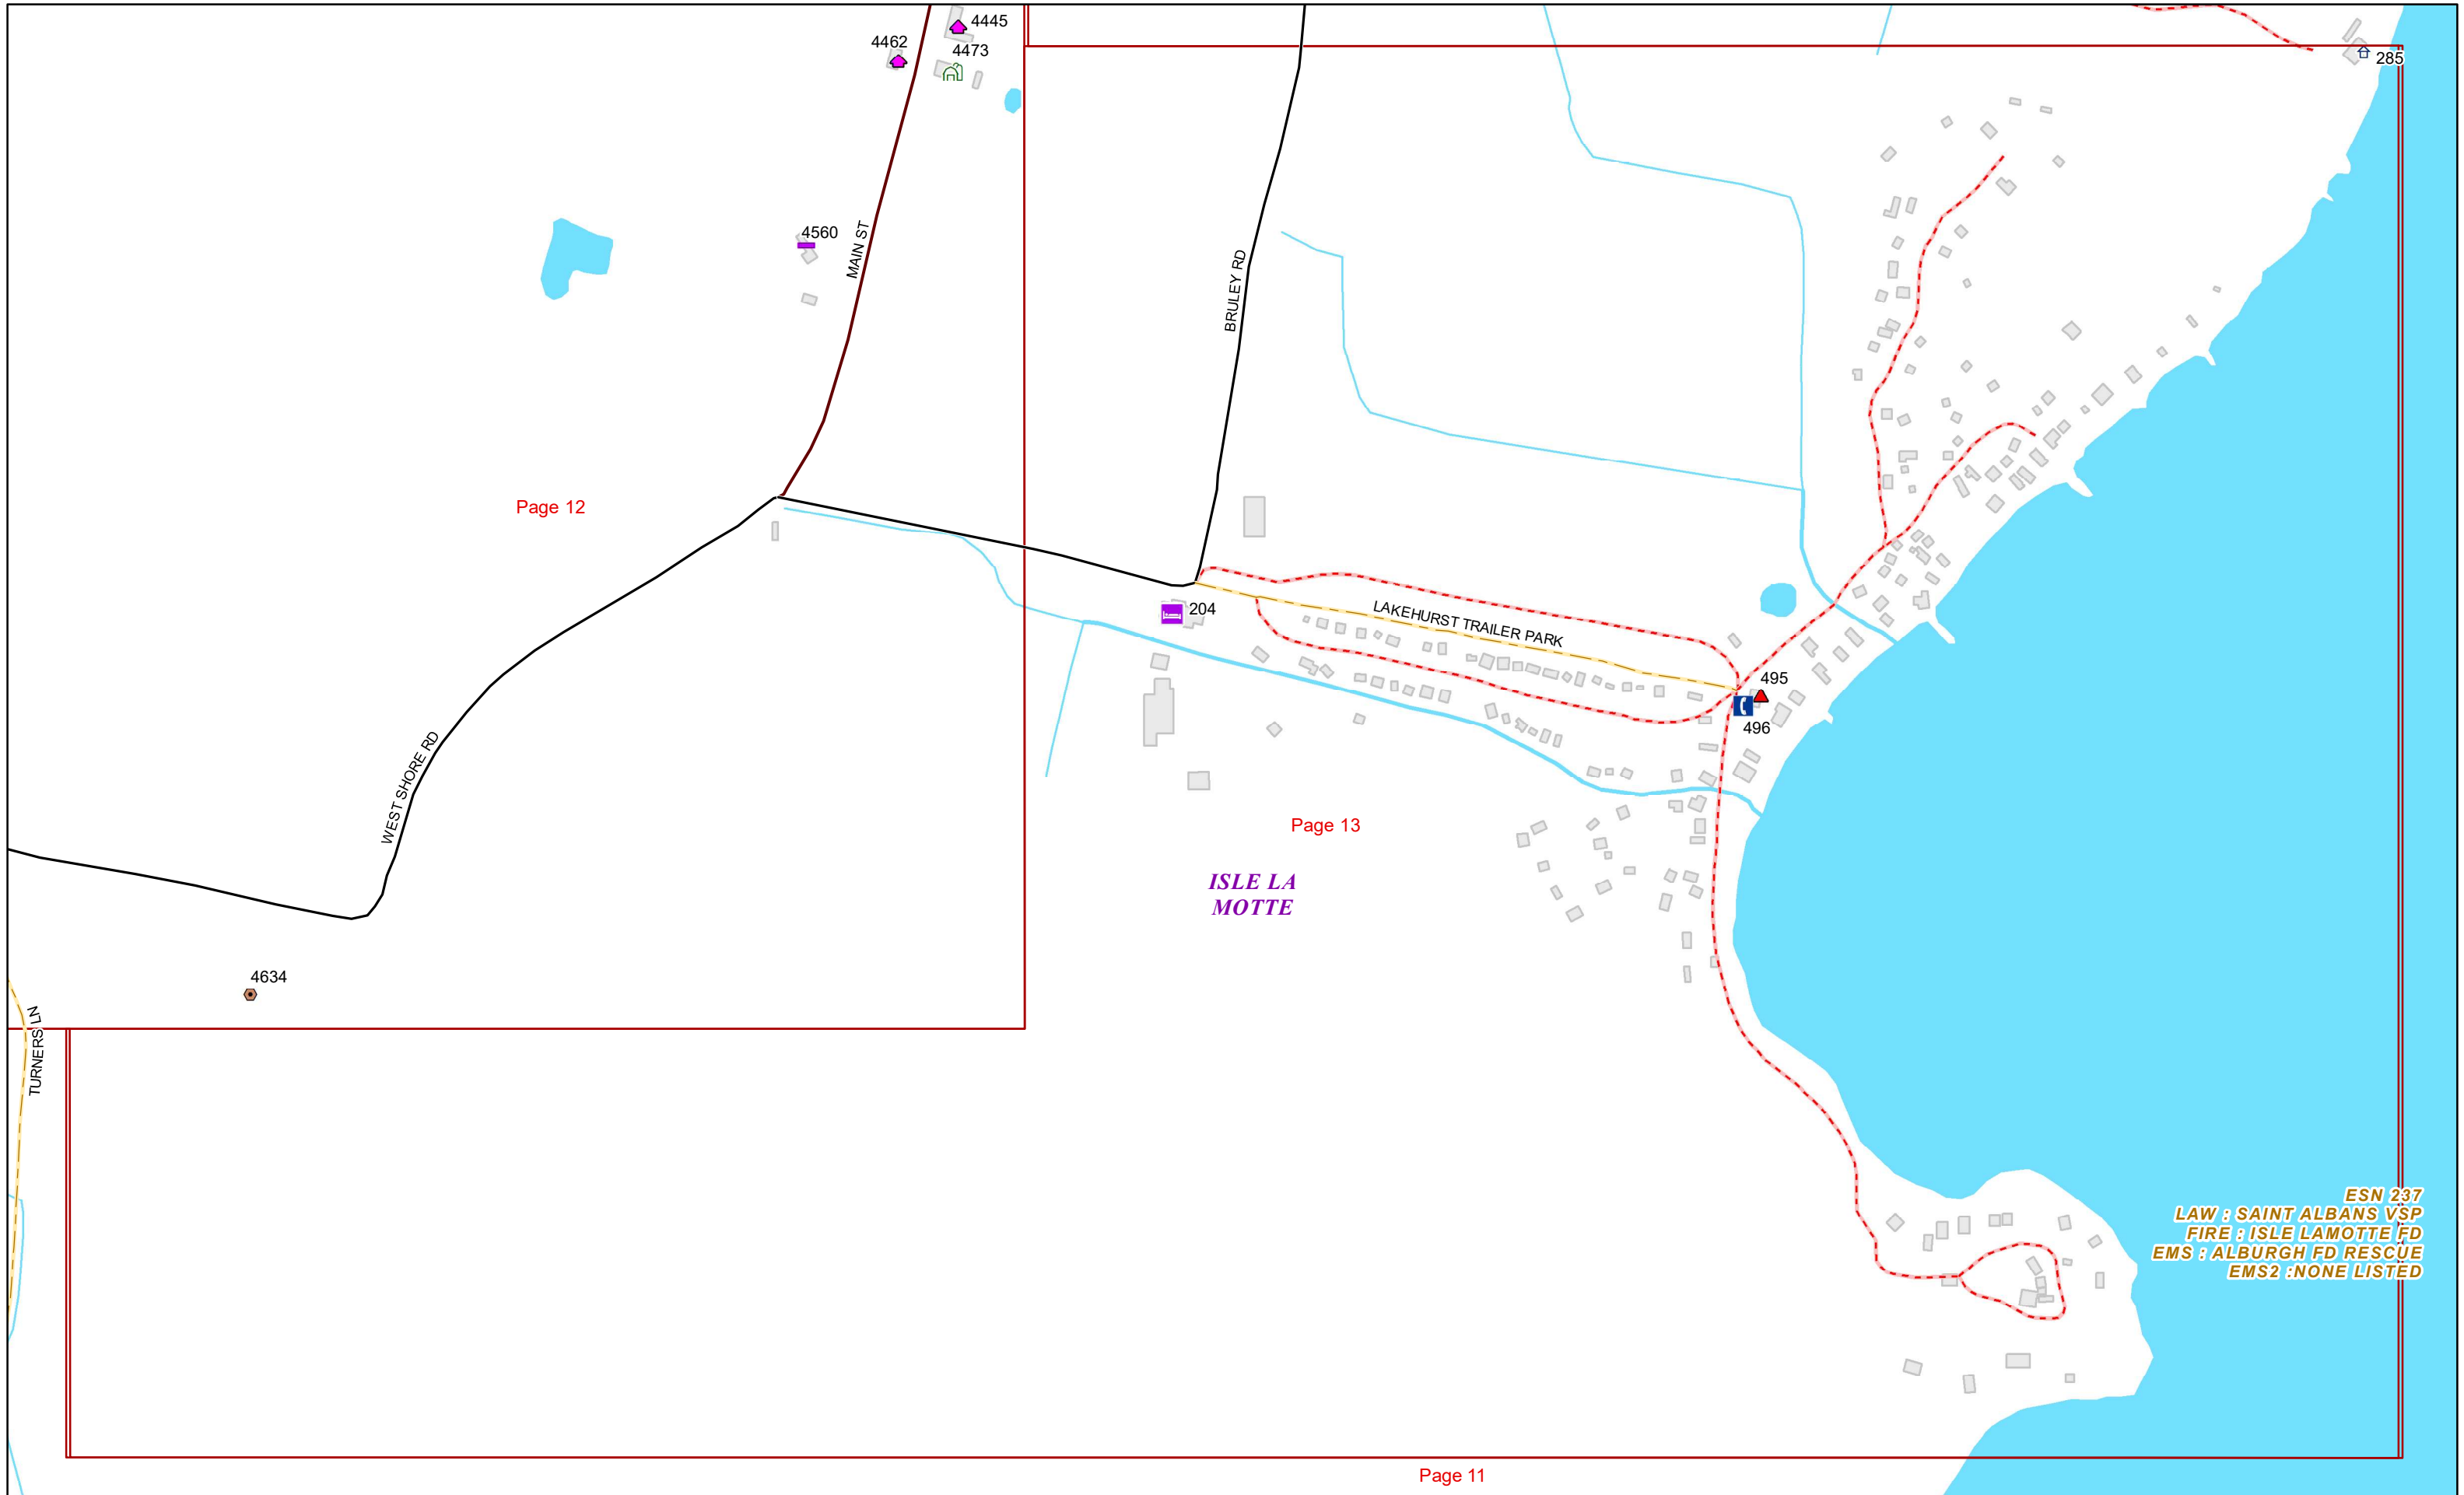 4445
4462
4473
285
4560
MAIN ST
BRULEY RD
Page 12
204
LAKEHURST TRAILER PARK
495
496
WEST SHORE RD
Page 13
ISLE LA
MOTTE
4634
TURNERS LN
ESN 237
LAW : SAINT ALBANS VSP
FIRE : ISLE LAMOTTE FD
EMS : ALBURGH FD RESCUE
EMS2 :NONE LISTED
Page 11